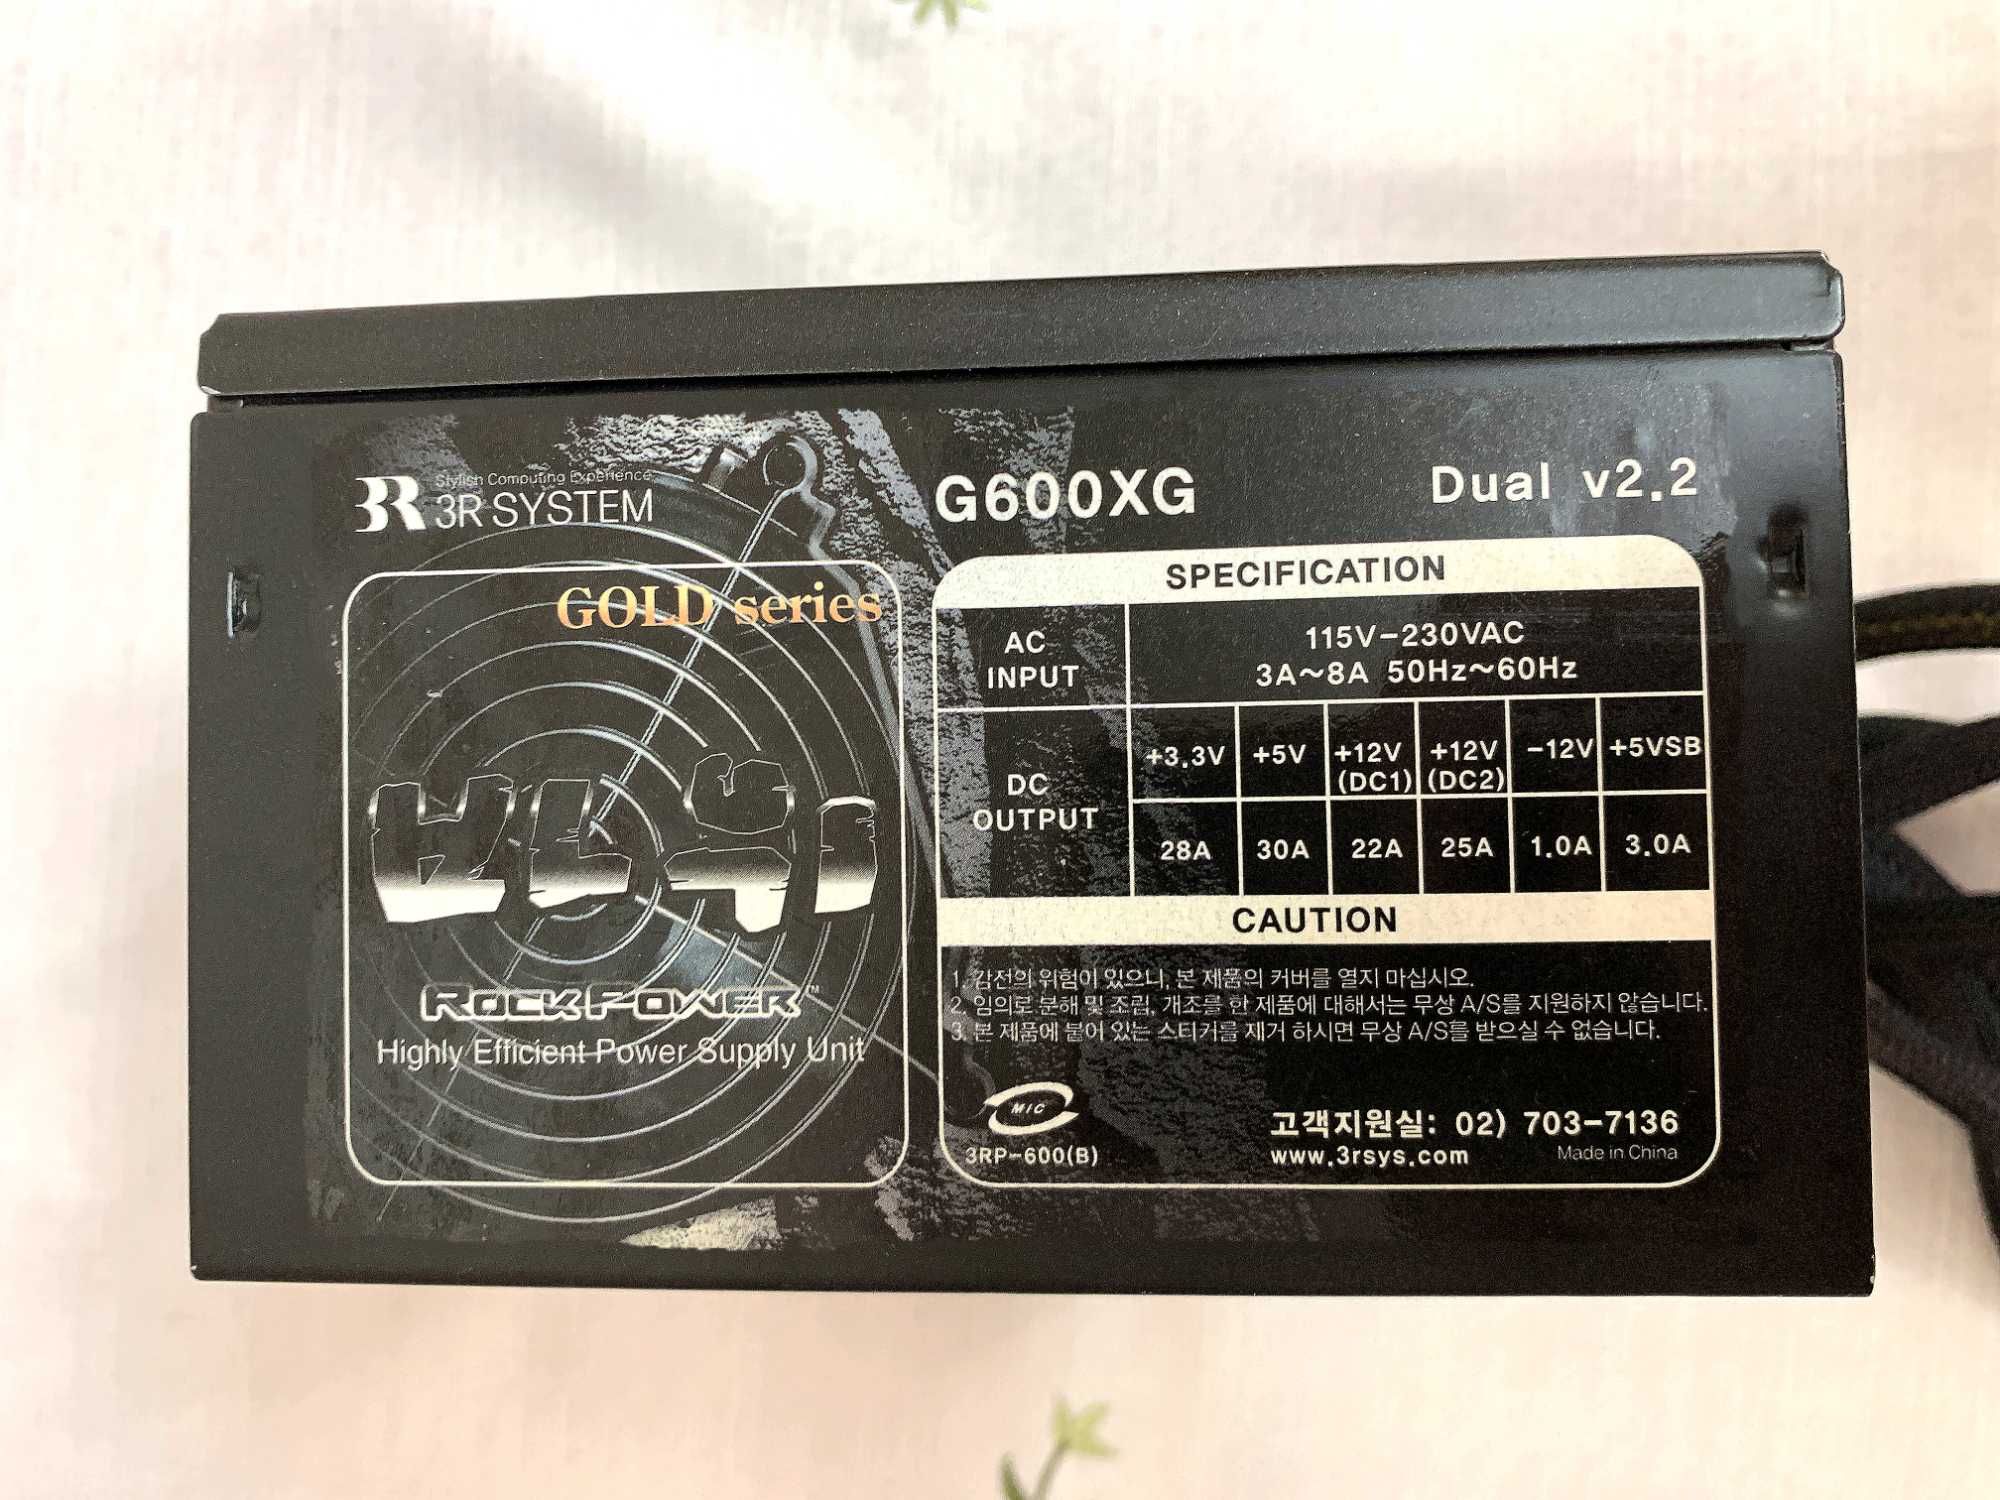 Stylish Computing Experience
3R SYSTEM
G600XG
Dual v2.2
GOLD series
ROCK POWER™
Highly Efficient Power Supply Unit
SPECIFICATION
AC INPUT
115V-230VAC
3A~8A 50Hz~60Hz
DC OUTPUT
+3.3V +5V +12V (DC1) +12V (DC2) -12V +5VSB
28A 30A 22A 25A 1.0A 3.0A
CAUTION
1. 감전의 위험이 있으니, 본 제품의 커버를 열지 마십시오.
2. 임의로 분해 및 조립, 개조를 한 제품에 대해서는 무상 A/S를 지원하지 않습니다.
3. 본 제품에 붙어 있는 스티커를 제거 하시면 무상 A/S를 받으실 수 없습니다.
MIC
3RP-600(B)
고객지원실: 02) 703-7136
www.3rsys.com
Made in China